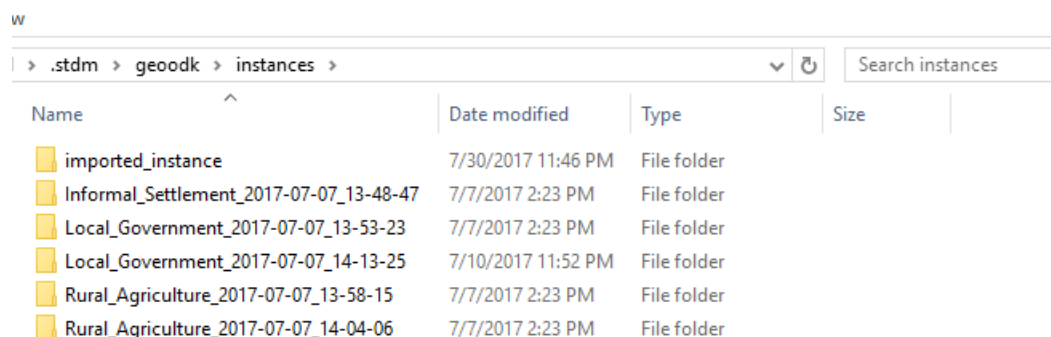 w
> .stdm > geoodk > instances > Search instances
Name Date modified Type Size
imported_instance 7/30/2017 11:46 PM File folder
Informal_Settlement_2017-07-07_13-48-47 7/7/2017 2:23 PM File folder
Local_Government_2017-07-07_13-53-23 7/7/2017 2:23 PM File folder
Local_Government_2017-07-07_14-13-25 7/10/2017 11:52 PM File folder
Rural_Agriculture_2017-07-07_13-58-15 7/7/2017 2:23 PM File folder
Rural_Agriculture_2017-07-07_14-04-06 7/7/2017 2:23 PM File folder